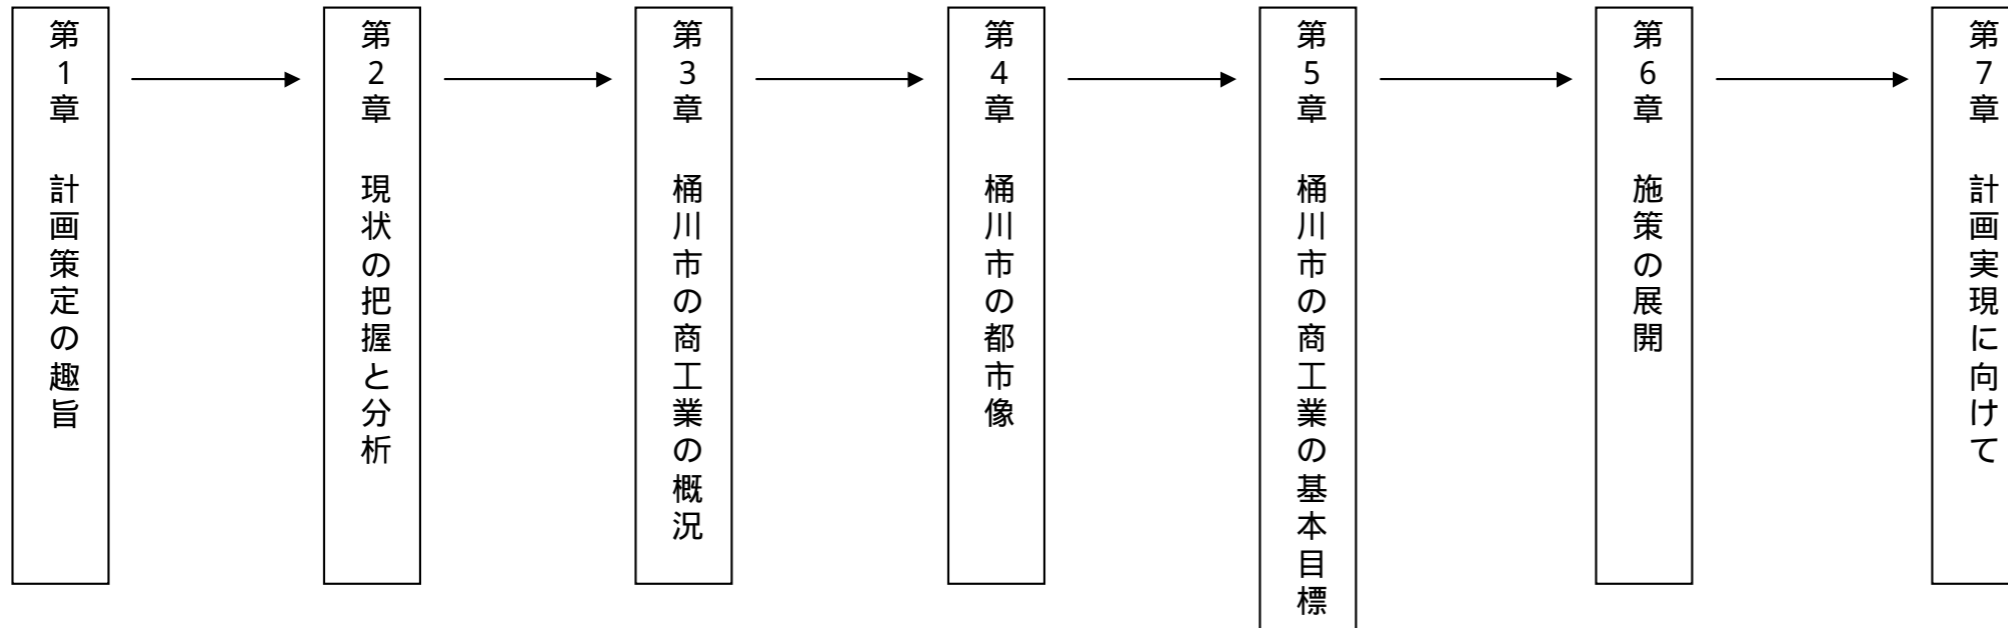 第1章　計画策定の趣旨
第2章　現状の把握と分析
第3章　桶川市の商工業の概況
第4章　桶川市の都市像
第5章　桶川市の商工業の基本目標
第6章　施策の展開
第7章　計画実現に向けて